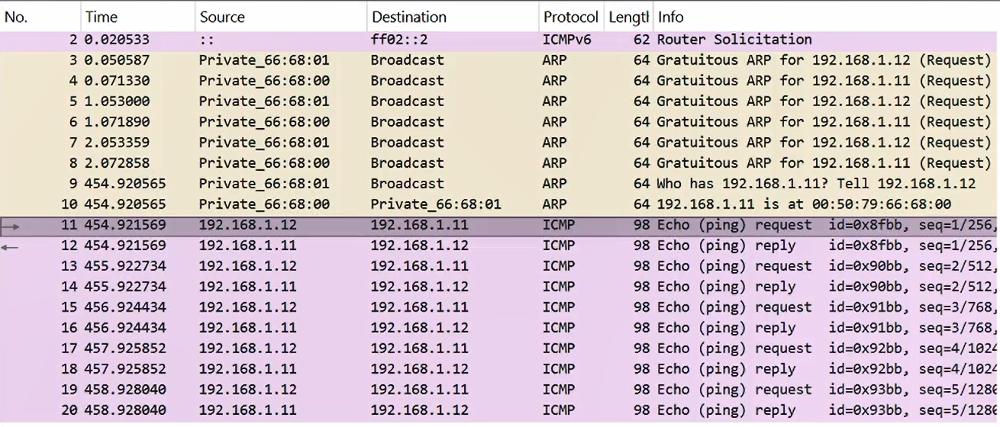 No. Time Source Destination Protocol Lengtl Info
2 0.020533 :: ff02::2 ICMPv6 62 Router Solicitation
3 0.050587 Private_66:68:01 Broadcast ARP 64 Gratuitous ARP for 192.168.1.12 (Request)
4 0.071330 Private_66:68:00 Broadcast ARP 64 Gratuitous ARP for 192.168.1.11 (Request)
5 1.053000 Private_66:68:01 Broadcast ARP 64 Gratuitous ARP for 192.168.1.12 (Request)
6 1.071890 Private_66:68:00 Broadcast ARP 64 Gratuitous ARP for 192.168.1.11 (Request)
7 2.053359 Private_66:68:01 Broadcast ARP 64 Gratuitous ARP for 192.168.1.12 (Request)
8 2.072858 Private_66:68:00 Broadcast ARP 64 Gratuitous ARP for 192.168.1.11 (Request)
9 454.920565 Private_66:68:01 Broadcast ARP 64 Who has 192.168.1.11? Tell 192.168.1.12
10 454.920565 Private_66:68:00 Private_66:68:01 ARP 64 192.168.1.11 is at 00:50:79:66:68:00
11 454.921569 192.168.1.12 192.168.1.11 ICMP 98 Echo (ping) request id=0x8fbb, seq=1/256,
12 454.921569 192.168.1.11 192.168.1.12 ICMP 98 Echo (ping) reply id=0x8fbb, seq=1/256,
13 455.922734 192.168.1.12 192.168.1.11 ICMP 98 Echo (ping) request id=0x90bb, seq=2/512,
14 455.922734 192.168.1.11 192.168.1.12 ICMP 98 Echo (ping) reply id=0x90bb, seq=2/512,
15 456.924434 192.168.1.12 192.168.1.11 ICMP 98 Echo (ping) request id=0x91bb, seq=3/768,
16 456.924434 192.168.1.11 192.168.1.12 ICMP 98 Echo (ping) reply id=0x91bb, seq=3/768,
17 457.925852 192.168.1.12 192.168.1.11 ICMP 98 Echo (ping) request id=0x92bb, seq=4/1024
18 457.925852 192.168.1.11 192.168.1.12 ICMP 98 Echo (ping) reply id=0x92bb, seq=4/1024
19 458.928040 192.168.1.12 192.168.1.11 ICMP 98 Echo (ping) request id=0x93bb, seq=5/1280
20 458.928040 192.168.1.11 192.168.1.12 ICMP 98 Echo (ping) reply id=0x93bb, seq=5/1280